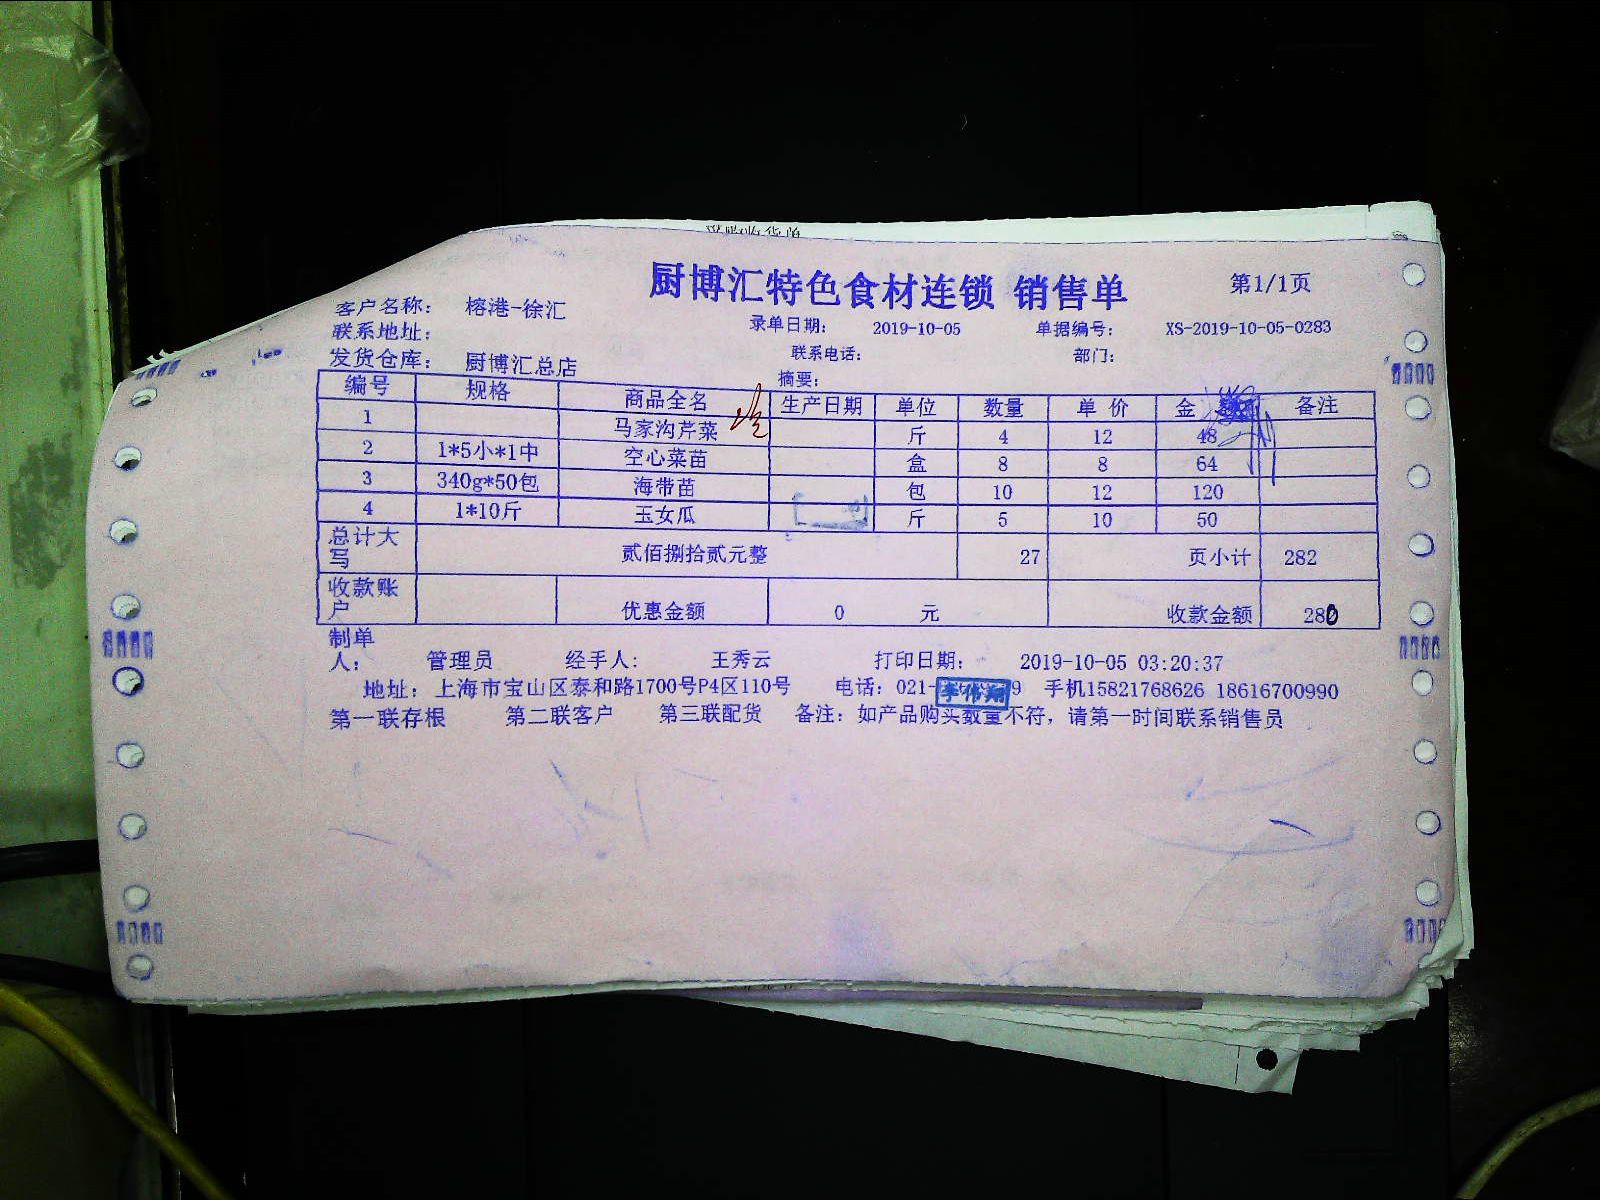 厨博汇特色食材连锁 销售单 第1/1页
客户名称： 榕港-徐汇 录单日期： 2019-10-05 单据编号： XS-2019-10-05-0283
联系地址： 联系电话： 部门：
发货仓库： 厨博汇总店 摘要：
编号 规格 商品全名 生产日期 单位 数量 单价 金 备注
1 马家沟芹菜 斤 4 12 48
2 1*5小*1中 空心菜苗 盒 8 8 64
3 340g*50包 海带苗 包 10 12 120
4 1*10斤 玉女瓜 斤 5 10 50
总计大写 贰佰捌拾贰元整 27 页小计 282
收款账户 优惠金额 0 元 收款金额 280
制单人： 管理员 经手人： 王秀云 打印日期： 2019-10-05 03:20:37
地址：上海市宝山区泰和路1700号P4区110号 电话：021- 9 手机15821768626 18616700990
李伟翔
第一联存根 第二联客户 第三联配货 备注：如产品购买数量不符，请第一时间联系销售员